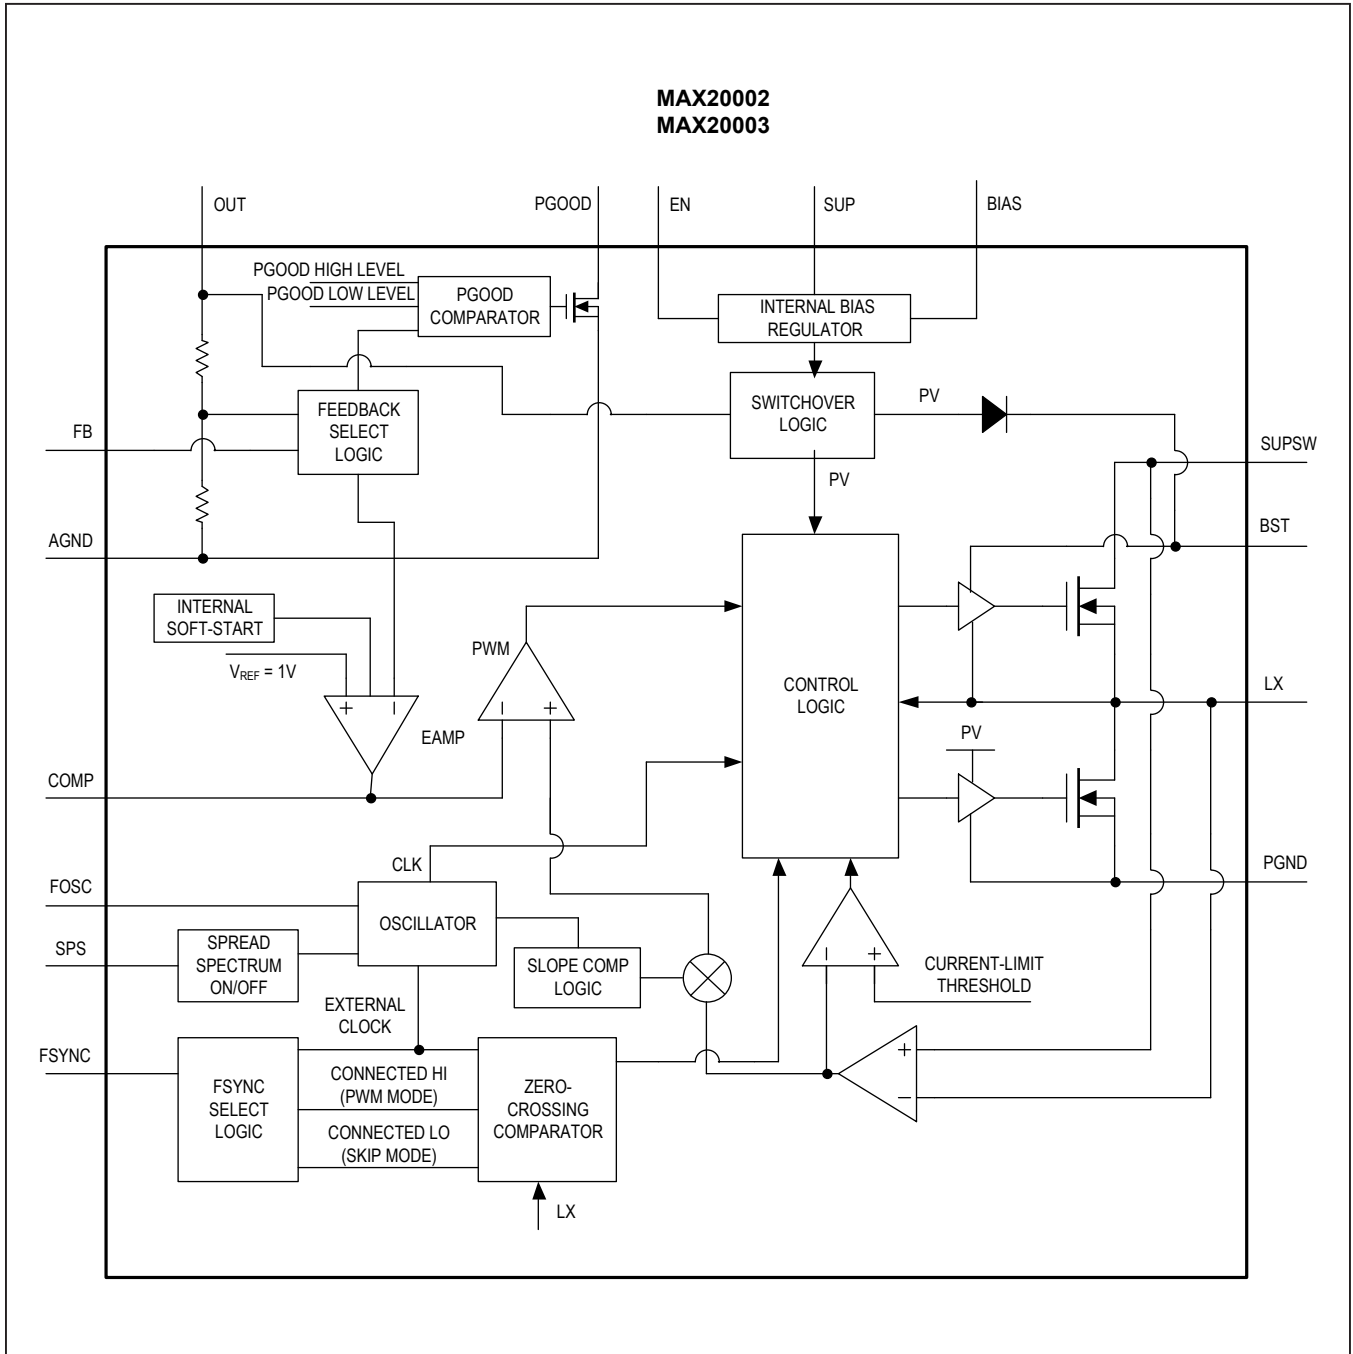 MAX20002
MAX20003
OUT
PGOOD
EN
SUP
BIAS
PGOOD HIGH LEVEL
PGOOD LOW LEVEL
PGOOD
COMPARATOR
INTERNAL BIAS
REGULATOR
FEEDBACK
SELECT
LOGIC
SWITCHOVER
LOGIC
PV
FB
SUPSW
PV
AGND
BST
INTERNAL
SOFT-START
VREF = 1V
PWM
CONTROL
LOGIC
LX
+
–
–
+
EAMP
PV
COMP
CLK
FOSC
OSCILLATOR
PGND
SPS
SPREAD
SPECTRUM
ON/OFF
SLOPE COMP
LOGIC
–
+
CURRENT-LIMIT
THRESHOLD
EXTERNAL
CLOCK
FSYNC
FSYNC
SELECT
LOGIC
CONNECTED HI
(PWM MODE)
CONNECTED LO
(SKIP MODE)
ZERO-
CROSSING
COMPARATOR
+
–
LX